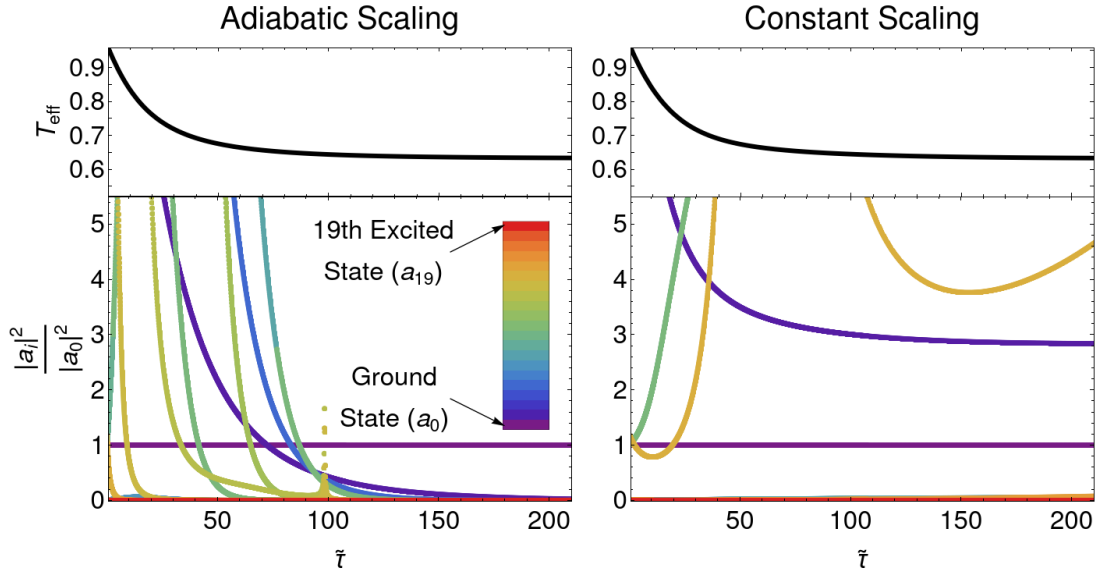 Adiabatic Scaling
Constant Scaling
T_eff
0.9
0.8
0.7
0.6
0.9
0.8
0.7
0.6
|a_i|^2
|a_0|^2
5
4
3
2
1
0
19th Excited
State (a_19)
Ground
State (a_0)
5
4
3
2
1
0
50
100
150
200
τ̃
50
100
150
200
τ̃